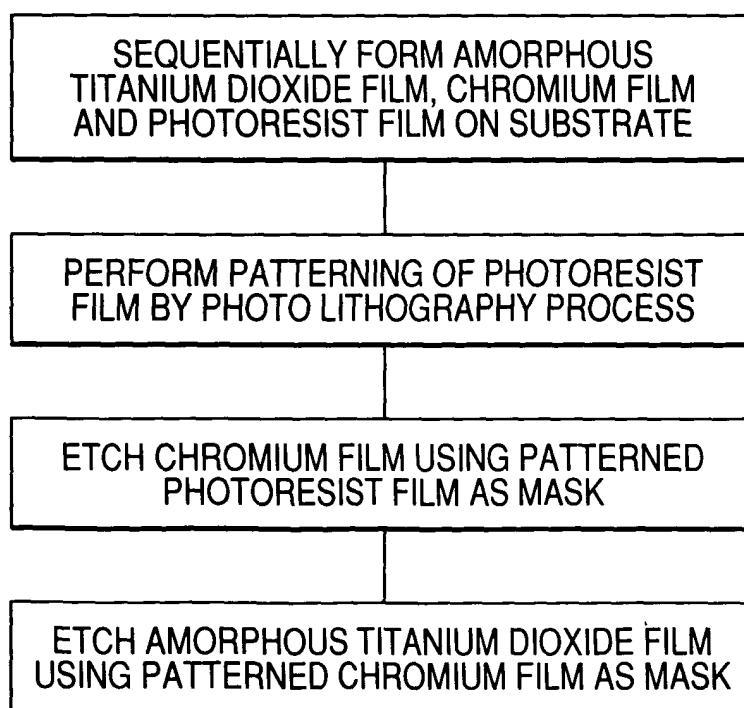 SEQUENTIALLY FORM AMORPHOUS
TITANIUM DIOXIDE FILM, CHROMIUM FILM
AND PHOTORESIST FILM ON SUBSTRATE
PERFORM PATTERNING OF PHOTORESIST
FILM BY PHOTO LITHOGRAPHY PROCESS
ETCH CHROMIUM FILM USING PATTERNED
PHOTORESIST FILM AS MASK
ETCH AMORPHOUS TITANIUM DIOXIDE FILM
USING PATTERNED CHROMIUM FILM AS MASK